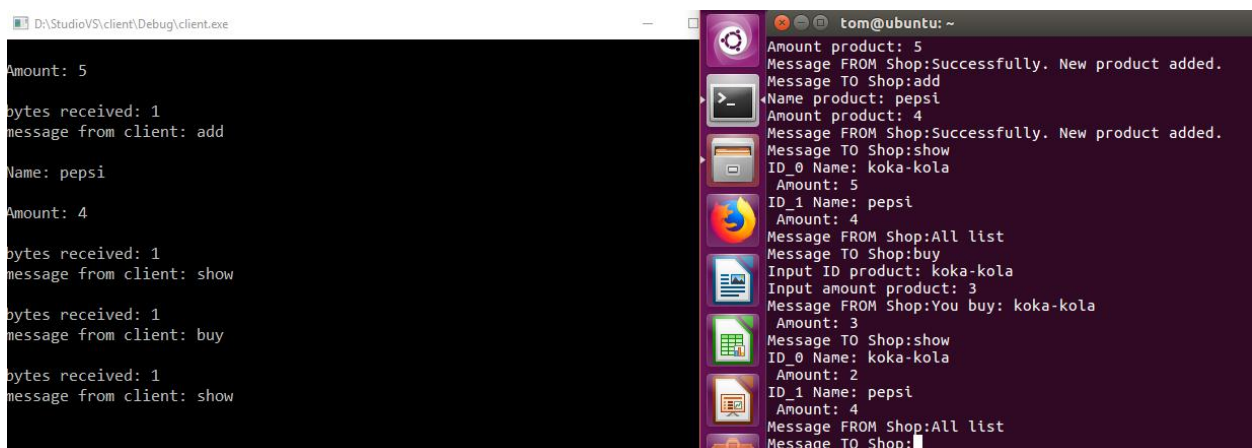 D:\StudioVS\client\Debug\client.exe
Amount: 5
bytes received: 1
message from client: add
Name: pepsi
Amount: 4
bytes received: 1
message from client: show
bytes received: 1
message from client: buy
bytes received: 1
message from client: show
tom@ubuntu: ~
Amount product: 5
Message FROM Shop:Successfully. New product added.
Message TO Shop:add
Name product: pepsi
Amount product: 4
Message FROM Shop:Successfully. New product added.
Message TO Shop:show
ID_0 Name: koka-kola
Amount: 5
ID_1 Name: pepsi
Amount: 4
Message FROM Shop:All list
Message TO Shop:buy
Input ID product: koka-kola
Input amount product: 3
Message FROM Shop:You buy: koka-kola
Amount: 3
Message TO Shop:show
ID_0 Name: koka-kola
Amount: 2
ID_1 Name: pepsi
Amount: 4
Message FROM Shop:All list
Message TO Shop: